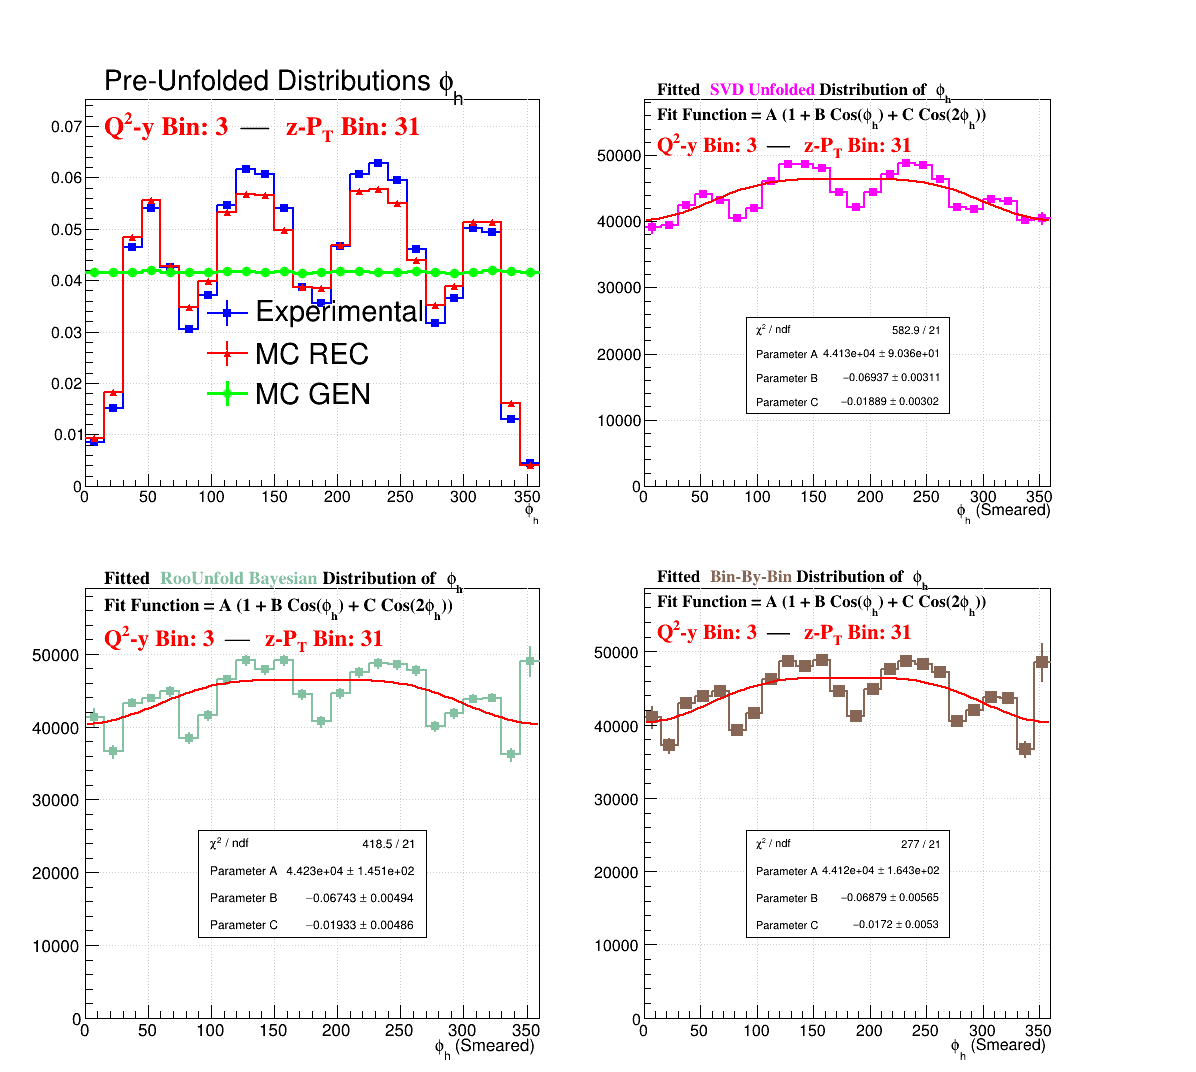 Pre-Unfolded Distributions ϕh
Q²-y Bin: 3 — z-PT Bin: 31
0.07
0.06
0.05
0.04
0.03
0.02
0.01
0
Experimental
MC REC
MC GEN
0 50 100 150 200 250 300 350
ϕh
Fitted SVD Unfolded Distribution of ϕh
Fit Function = A (1 + B Cos(ϕh) + C Cos(2ϕh))
Q²-y Bin: 3 — z-PT Bin: 31
50000
40000
30000
20000
10000
0
χ² / ndf 582.9 / 21
Parameter A 4.413e+04 ± 9.036e+01
Parameter B −0.06937 ± 0.00311
Parameter C −0.01889 ± 0.00302
0 50 100 150 200 250 300 350
ϕh (Smeared)
Fitted RooUnfold Bayesian Distribution of ϕh
Fit Function = A (1 + B Cos(ϕh) + C Cos(2ϕh))
Q²-y Bin: 3 — z-PT Bin: 31
50000
40000
30000
20000
10000
0
χ² / ndf 418.5 / 21
Parameter A 4.423e+04 ± 1.451e+02
Parameter B −0.06743 ± 0.00494
Parameter C −0.01933 ± 0.00486
0 50 100 150 200 250 300 350
ϕh (Smeared)
Fitted Bin-By-Bin Distribution of ϕh
Fit Function = A (1 + B Cos(ϕh) + C Cos(2ϕh))
Q²-y Bin: 3 — z-PT Bin: 31
50000
40000
30000
20000
10000
0
χ² / ndf 277 / 21
Parameter A 4.412e+04 ± 1.643e+02
Parameter B −0.06879 ± 0.00565
Parameter C −0.0172 ± 0.0053
0 50 100 150 200 250 300 350
ϕh (Smeared)